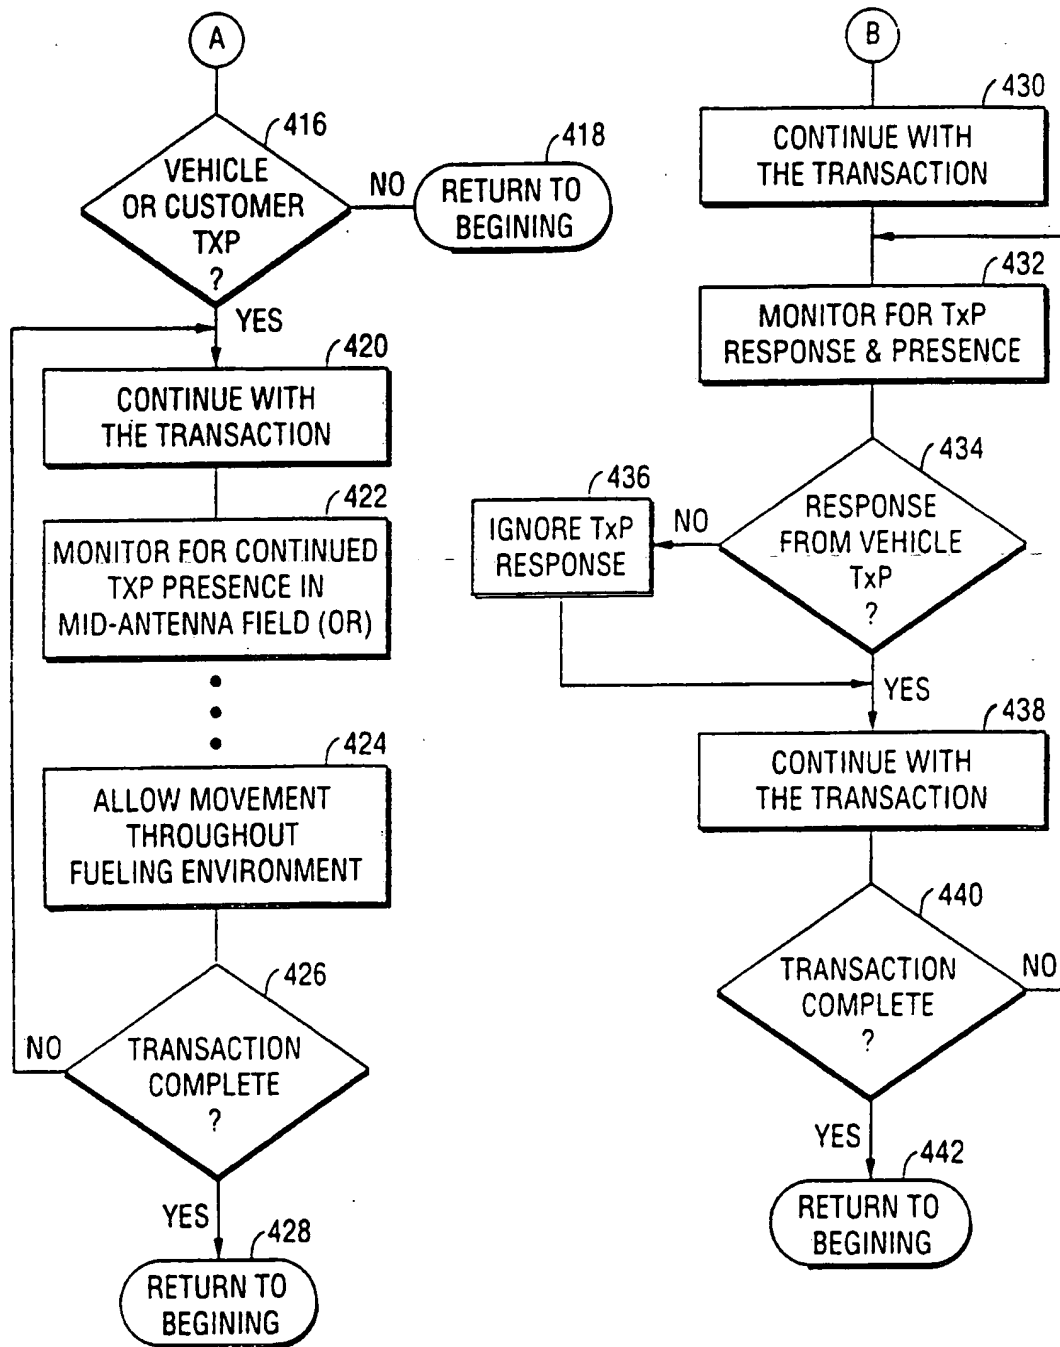 A
416
VEHICLE
OR CUSTOMER
TXP
?
NO
418
RETURN TO
BEGINING
YES
420
CONTINUE WITH
THE TRANSACTION
422
MONITOR FOR CONTINUED
TXP PRESENCE IN
MID-ANTENNA FIELD (OR)
424
ALLOW MOVEMENT
THROUGHOUT
FUELING ENVIRONMENT
426
TRANSACTION
COMPLETE
?
NO
YES
428
RETURN TO
BEGINING
B
430
CONTINUE WITH
THE TRANSACTION
432
MONITOR FOR TxP
RESPONSE & PRESENCE
434
RESPONSE
FROM VEHICLE
TxP
?
NO
436
IGNORE TxP
RESPONSE
YES
438
CONTINUE WITH
THE TRANSACTION
440
TRANSACTION
COMPLETE
?
NO
YES
442
RETURN TO
BEGINING